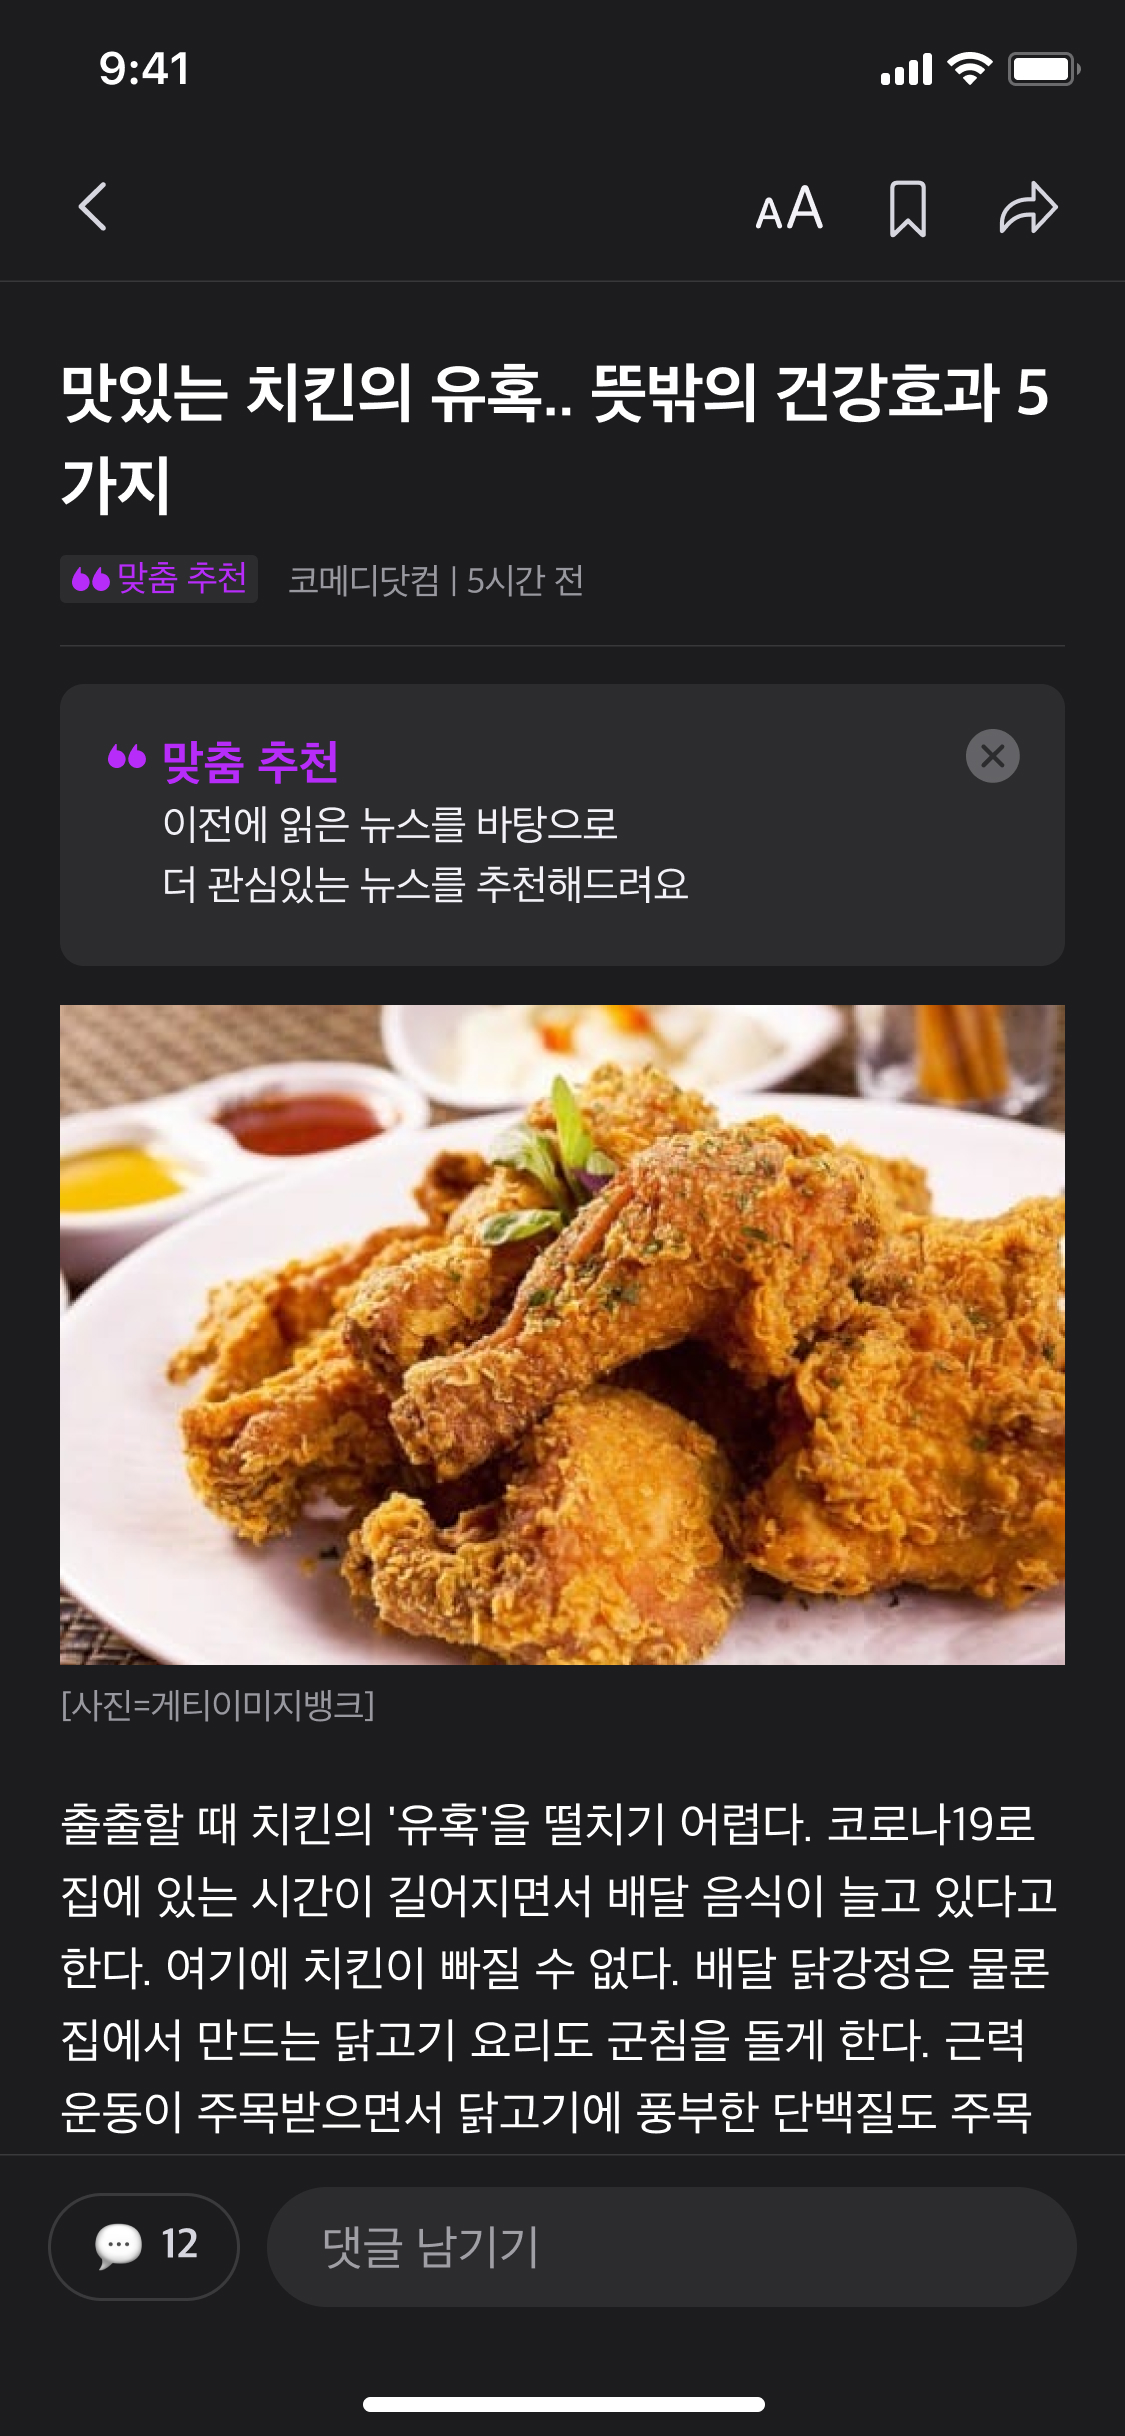 9:41
AA
맛있는 치킨의 유혹.. 뜻밖의 건강효과 5
가지
맞춤 추천 코메디닷컴 | 5시간 전
맞춤 추천
이전에 읽은 뉴스를 바탕으로
더 관심있는 뉴스를 추천해드려요
[사진=게티이미지뱅크]
출출할 때 치킨의 '유혹'을 떨치기 어렵다. 코로나19로
집에 있는 시간이 길어지면서 배달 음식이 늘고 있다고
한다. 여기에 치킨이 빠질 수 없다. 배달 닭강정은 물론
집에서 만드는 닭고기 요리도 군침을 돌게 한다. 근력
운동이 주목받으면서 닭고기에 풍부한 단백질도 주목
12
댓글 남기기